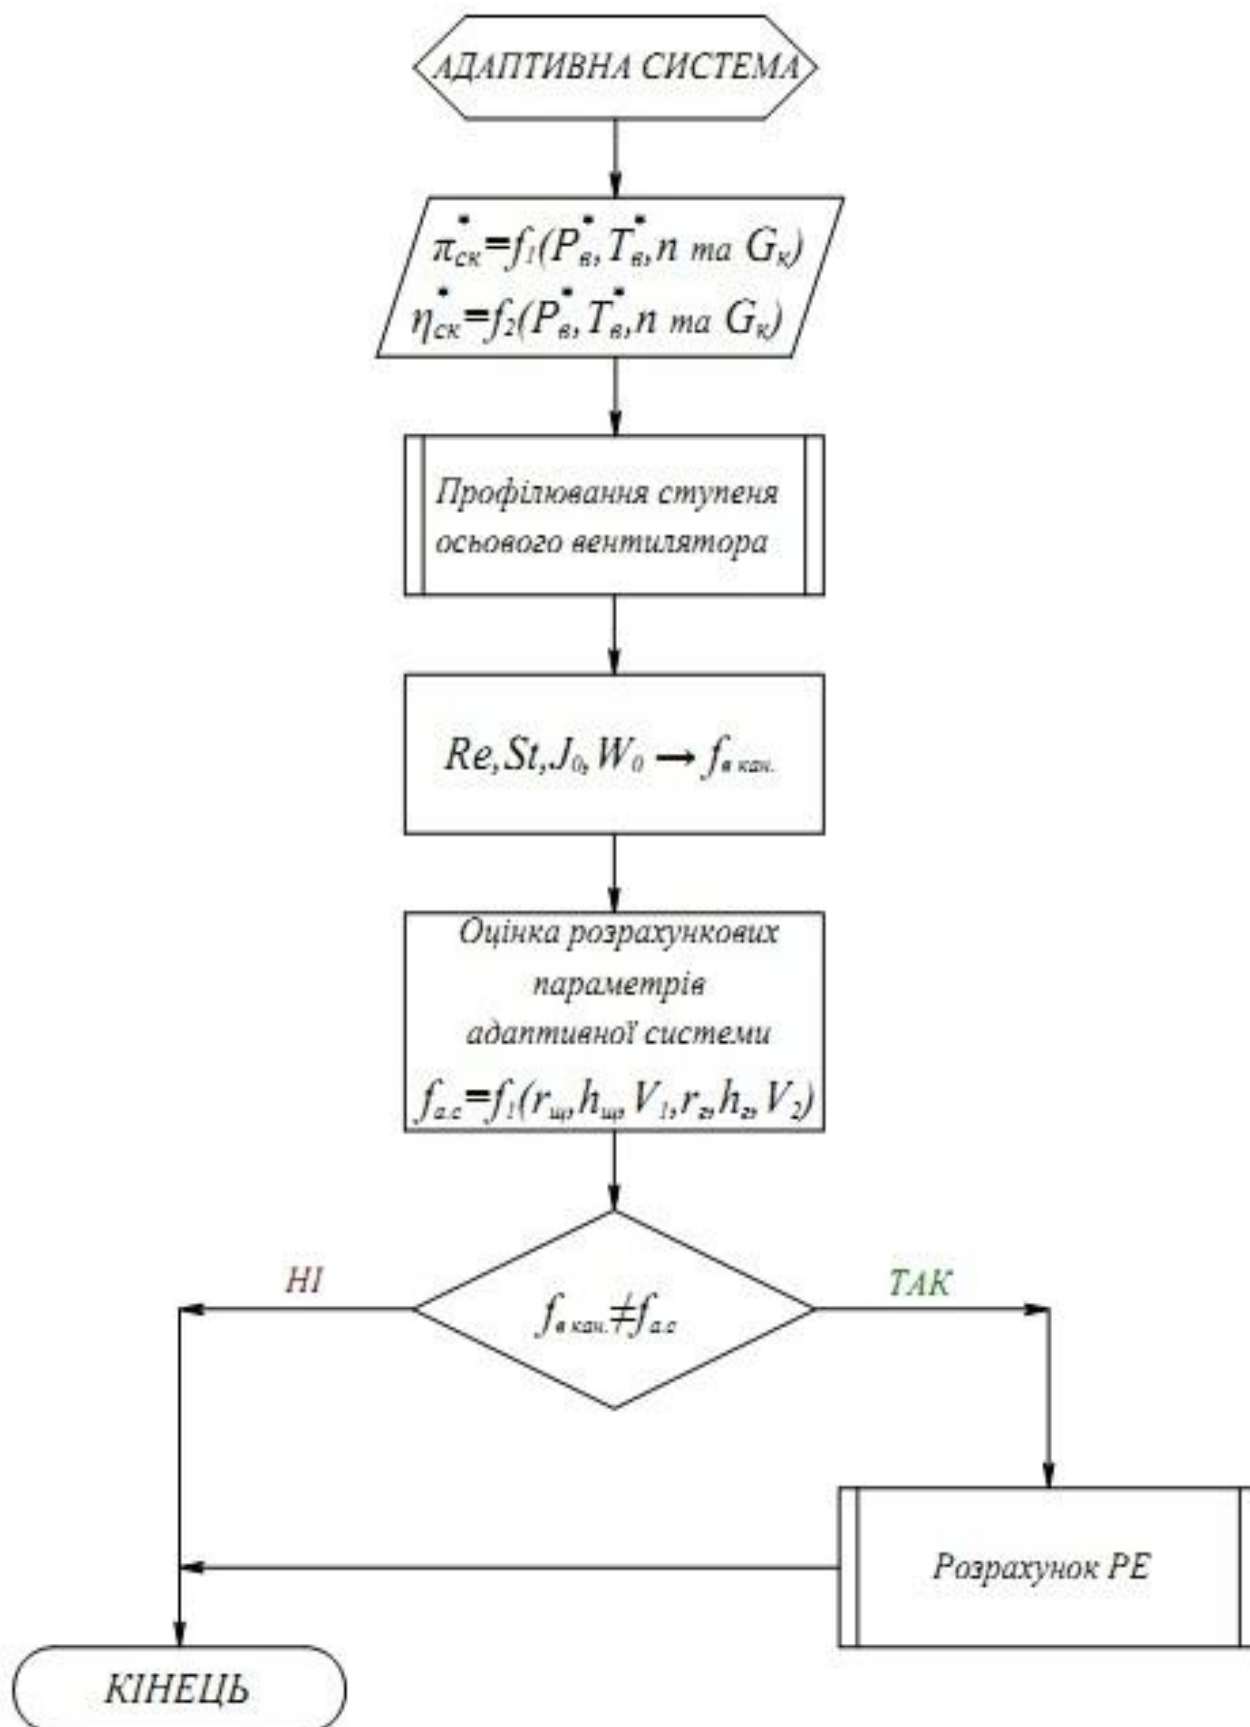 АДАПТИВНА СИСТЕМА
π*ск=f1(P*в,T*в,n та Gк)
η*ск=f2(P*в,T*в,n та Gк)
Профілювання ступеня
осьового вентилятора
Re,St,J0,W0→fв кан.
Оцінка розрахункових
параметрів
адаптивної системи
fа.с=f1(rщ,hщ,V1,rг,hг,V2)
НІ
fв кан.≠fа.с
ТАК
Розрахунок РЕ
КІНЕЦЬ